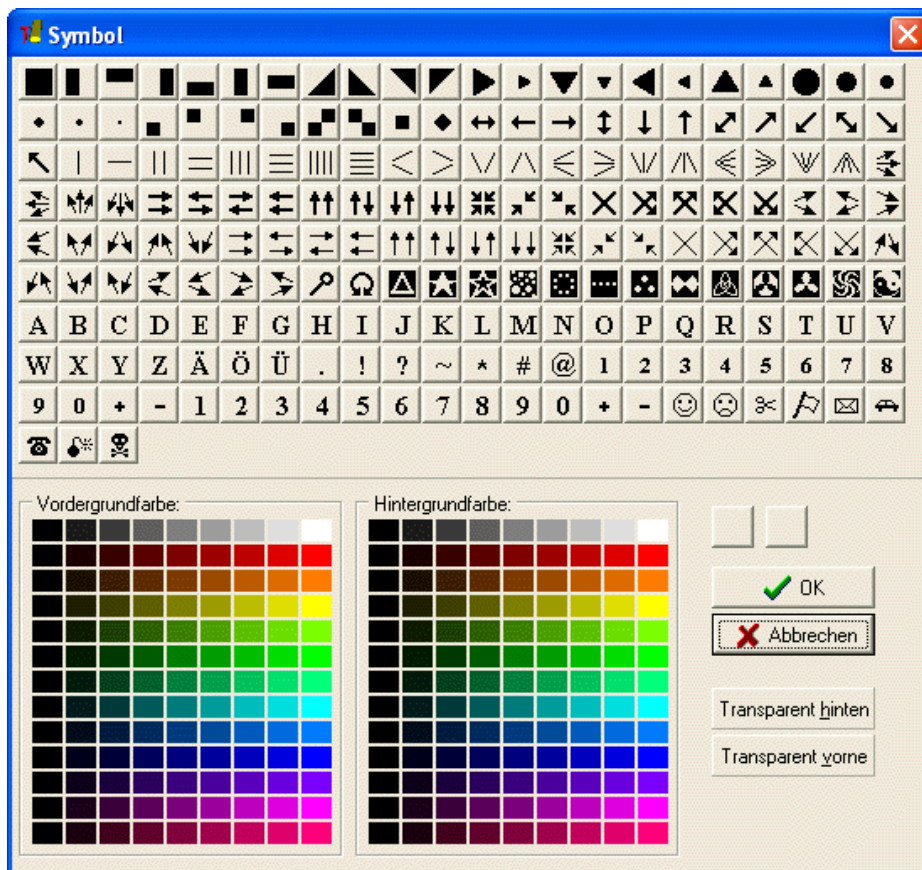 Symbol
A B C D E F G H I J K L M N O P Q R S T U V
W X Y Z Ä Ö Ü . ! ? ~ * # @ 1 2 3 4 5 6 7 8
9 0 + - 1 2 3 4 5 6 7 8 9 0 + -
Vordergrundfarbe:
Hintergrundfarbe:
OK
Abbrechen
Transparent hinten
Transparent vorne